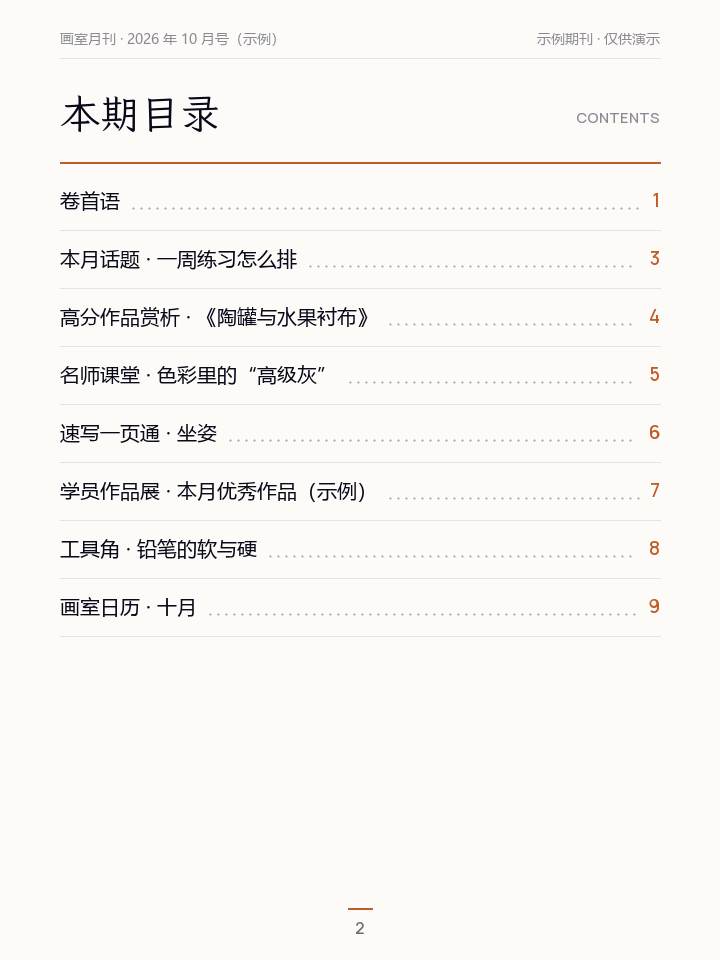 画室月刊 · 2026 年 10 月号（示例）
示例期刊 · 仅供演示
本期目录
CONTENTS
卷首语 1
本月话题 · 一周练习怎么排 3
高分作品赏析 · 《陶罐与水果衬布》 4
名师课堂 · 色彩里的“高级灰” 5
速写一页通 · 坐姿 6
学员作品展 · 本月优秀作品（示例） 7
工具角 · 铅笔的软与硬 8
画室日历 · 十月 9
2